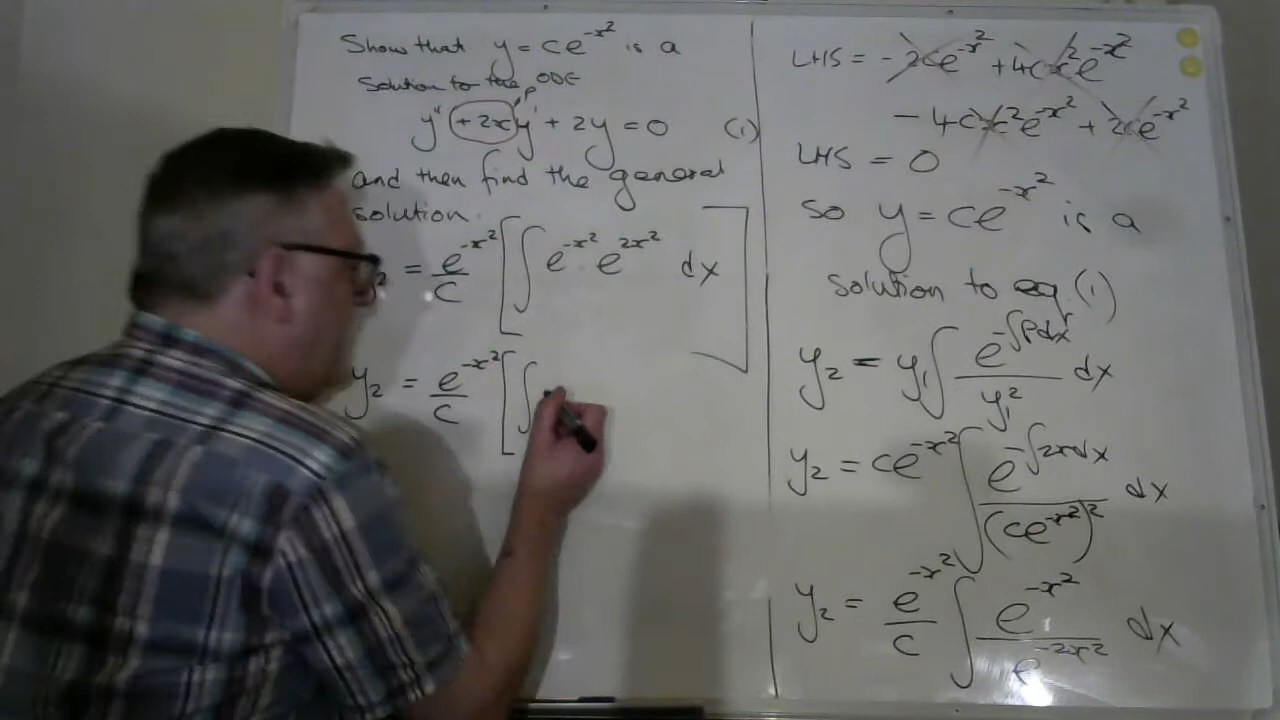 Show that y = ce^{-x^2} is a
solution to the ODE
P
y'' + 2x y' + 2y = 0 (1)
and then find the general
solution.
2 = e^{-x^2}/c [ ∫ e^{-x^2} · e^{2x^2} dx ]
y_2 = e^{-x^2}/c [ ∫
LHS = -2ce^{-x^2} + 4cx^2e^{-x^2}
- 4cx^2e^{-x^2} + 2ce^{-x^2}
LHS = 0
so y = ce^{-x^2} is a
solution to eq (1)
y_2 = y_1 ∫ e^{-∫Pdx} / y_1^2 dx
y_2 = ce^{-x^2} ∫ e^{-∫2xdx} / (ce^{-x^2})^2 dx
y_2 = e^{-x^2}/c ∫ e^{-x^2} / e^{-2x^2} dx